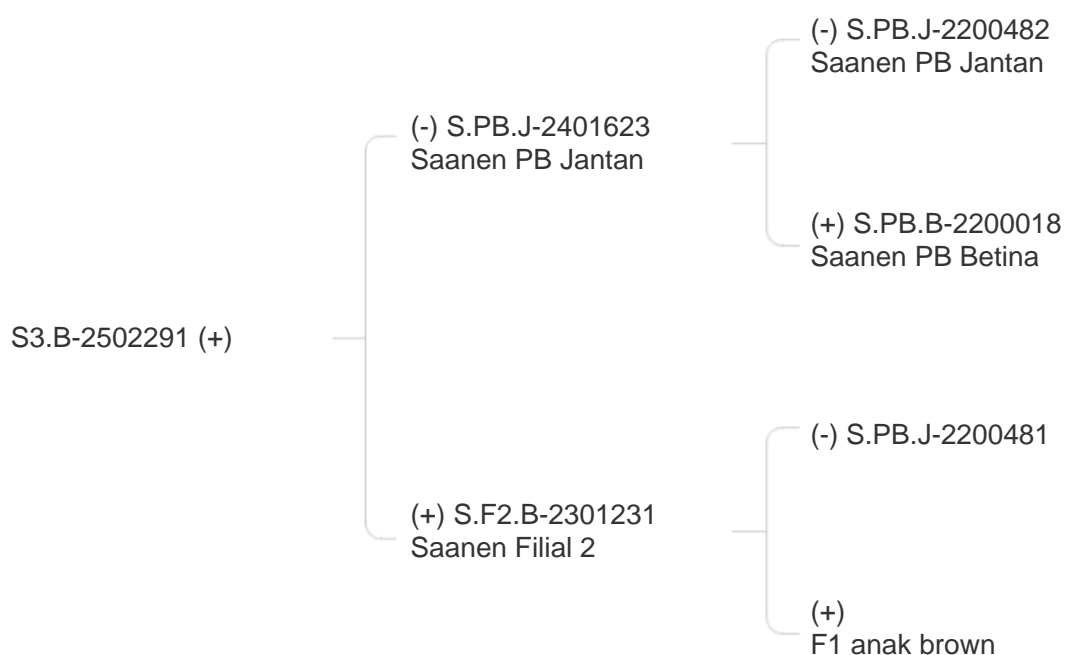 (-) S.PB.J-2200482
Saanen PB Jantan
(-) S.PB.J-2401623
Saanen PB Jantan
(+) S.PB.B-2200018
Saanen PB Betina
S3.B-2502291 (+)
(-) S.PB.J-2200481
(+) S.F2.B-2301231
Saanen Filial 2
(+)
F1 anak brown